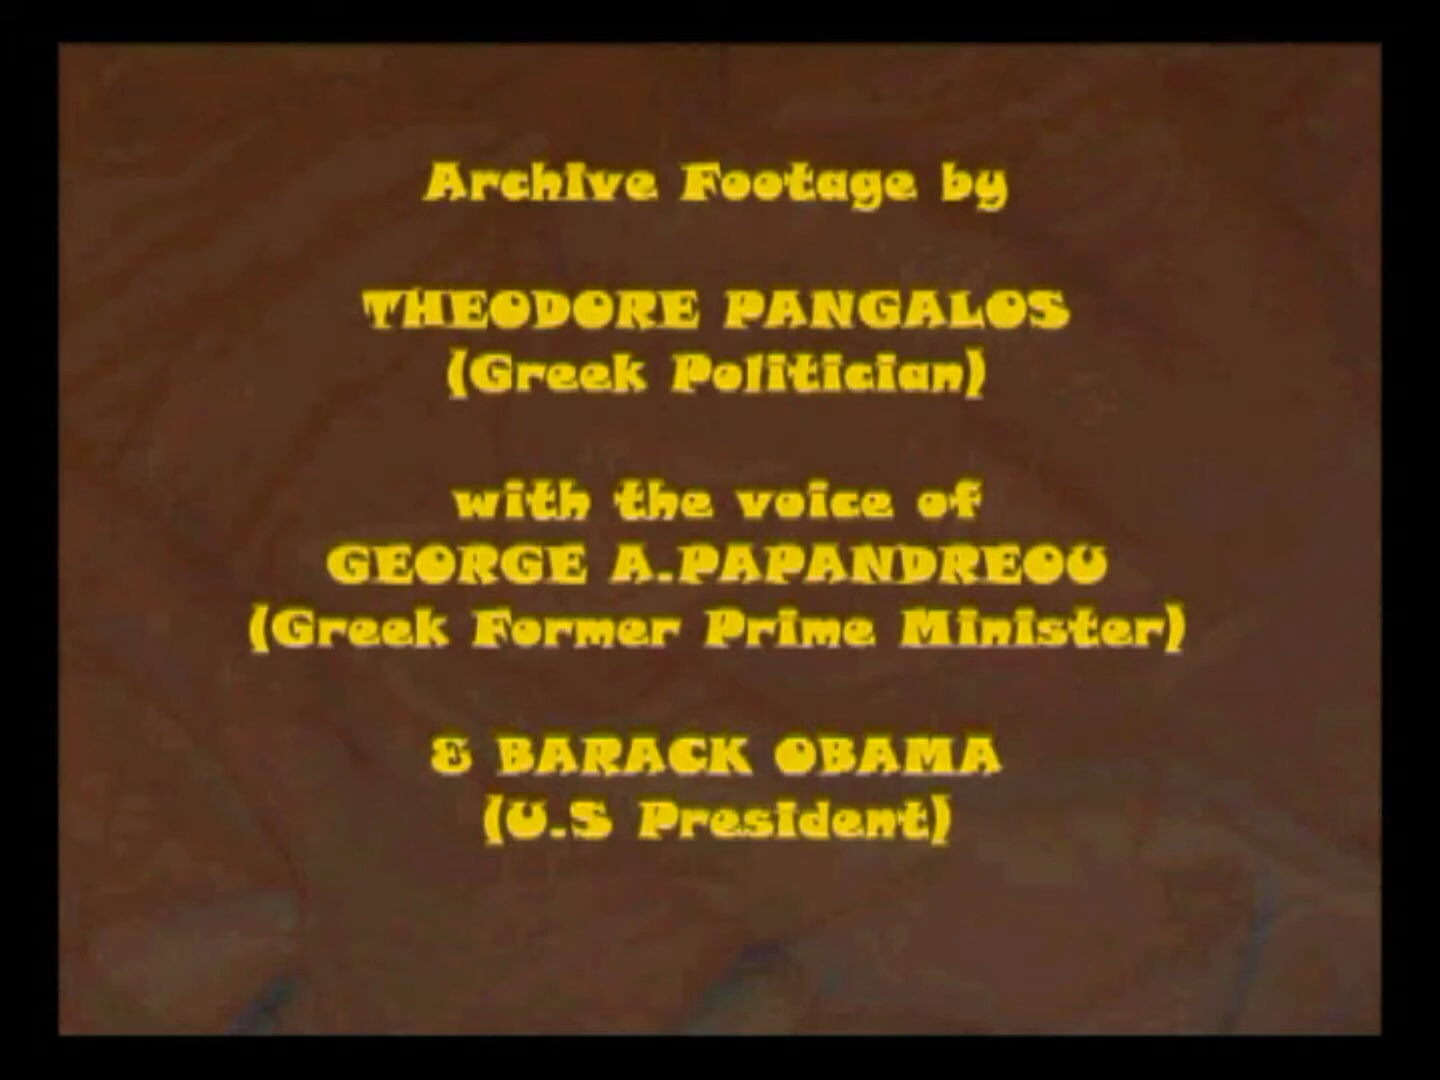 Archive Footage by
THEODORE PANGALOS
(Greek Politician)
with the voice of
GEORGE A.PAPANDREOU
(Greek Former Prime Minister)
& BARACK OBAMA
(U.S President)